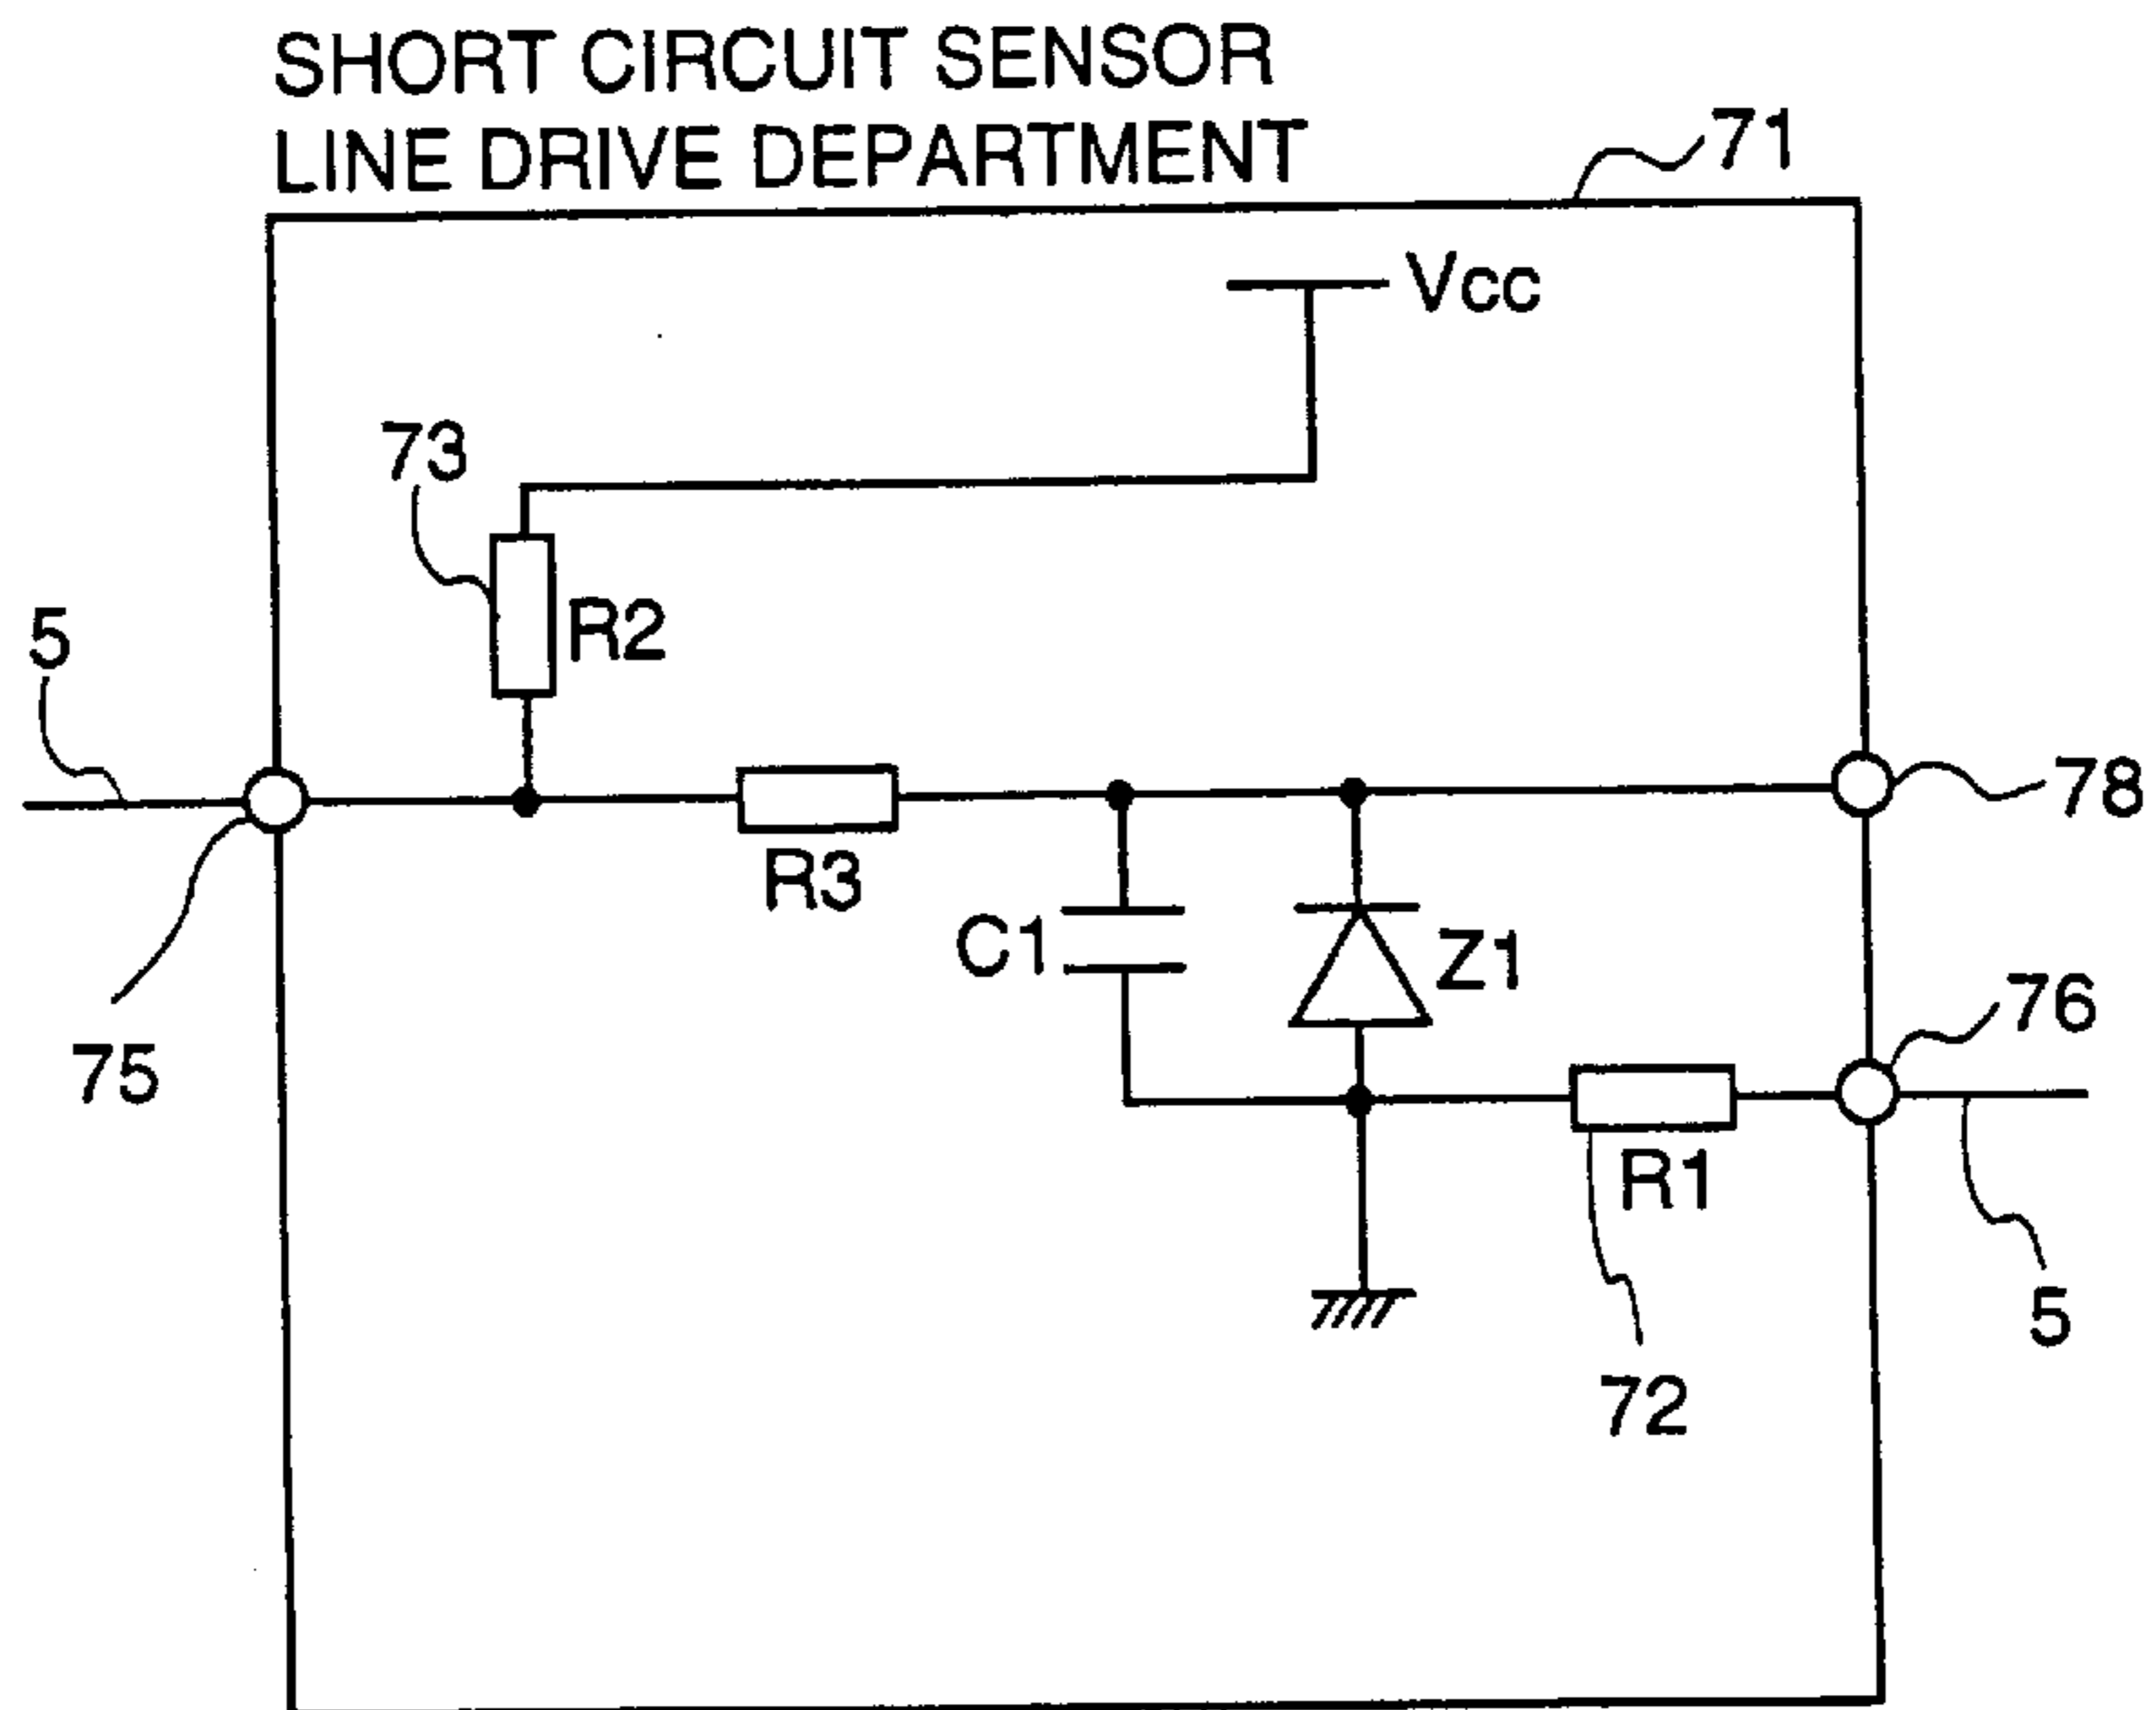 SHORT CIRCUIT SENSOR
LINE DRIVE DEPARTMENT
71
Vcc
73
R2
5
78
R3
C1
Z1
76
75
R1
5
72